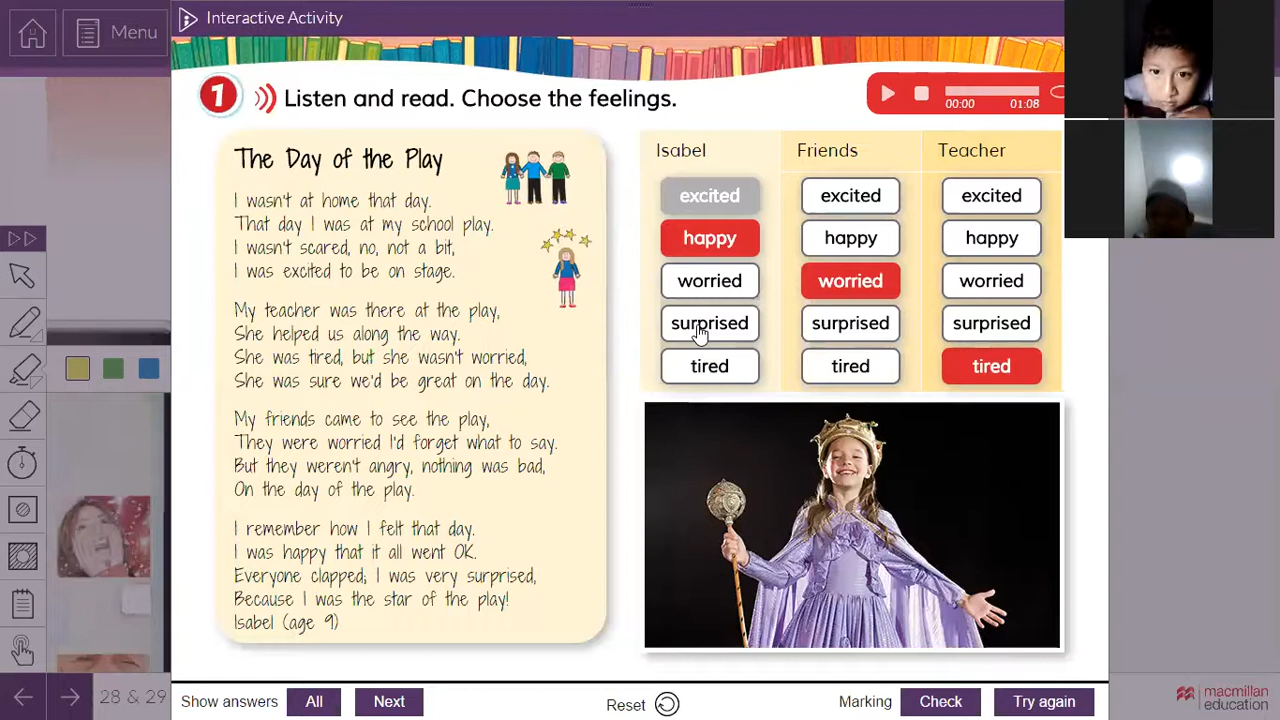 Interactive Activity
Menu
1 Listen and read. Choose the feelings.
00:00 01:08
The Day of the Play
I wasn't at home that day.
That day I was at my school play.
I wasn't scared, no, not a bit,
I was excited to be on stage.
My teacher was there at the play,
She helped us along the way.
She was tired, but she wasn't worried,
She was sure we'd be great on the day.
My friends came to see the play,
They were worried I'd forget what to say.
But they weren't angry, nothing was bad,
On the day of the play.
I remember how I felt that day.
I was happy that it all went OK.
Everyone clapped, I was very surprised,
Because I was the star of the play!
Isabel (age 9)
Isabel Friends Teacher
excited excited excited
happy happy happy
worried worried worried
surprised surprised surprised
tired tired tired
28 & 29
Show answers All Next Reset Marking Check Try again
macmillan
education